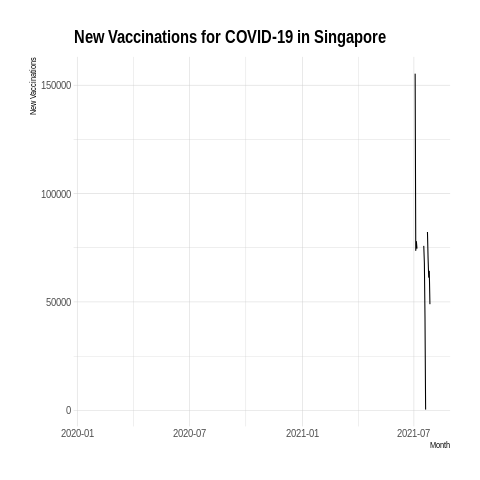 New Vaccinations for COVID-19 in Singapore
New Vaccinations
150000
100000
50000
0
2020-01 2020-07 2021-01 2021-07
Month